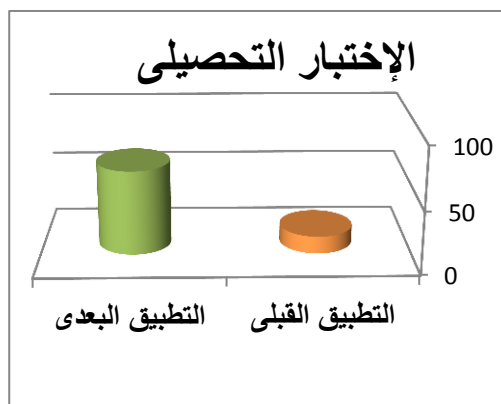 الإختبار التحصيلى
100
50
0
التطبيق القبلى
التطبيق البعدى